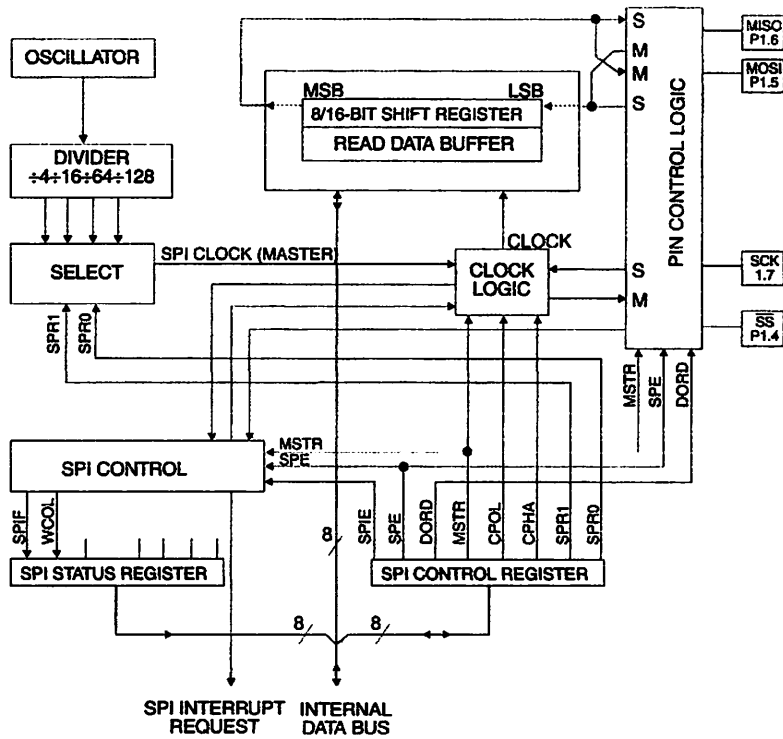 OSCILLATOR
DIVIDER
÷4÷16÷64÷128
SELECT
SPR1
SPR0
SPI CLOCK (MASTER)
MSB
LSB
8/16-BIT SHIFT REGISTER
READ DATA BUFFER
CLOCK
CLOCK
LOGIC
S
M
M
S
S
M
PIN CONTROL LOGIC
MISO
P1.6
MOSI
P1.5
SCK
1.7
SS
P1.4
MSTR
SPE
DORD
SPI CONTROL
MSTR
SPE
SPIF
WCOL
SPI STATUS REGISTER
8
SPIE
SPE
DORD
MSTR
CPOL
CPHA
SPR1
SPR0
SPI CONTROL REGISTER
8
8
SPI INTERRUPT
REQUEST
INTERNAL
DATA BUS